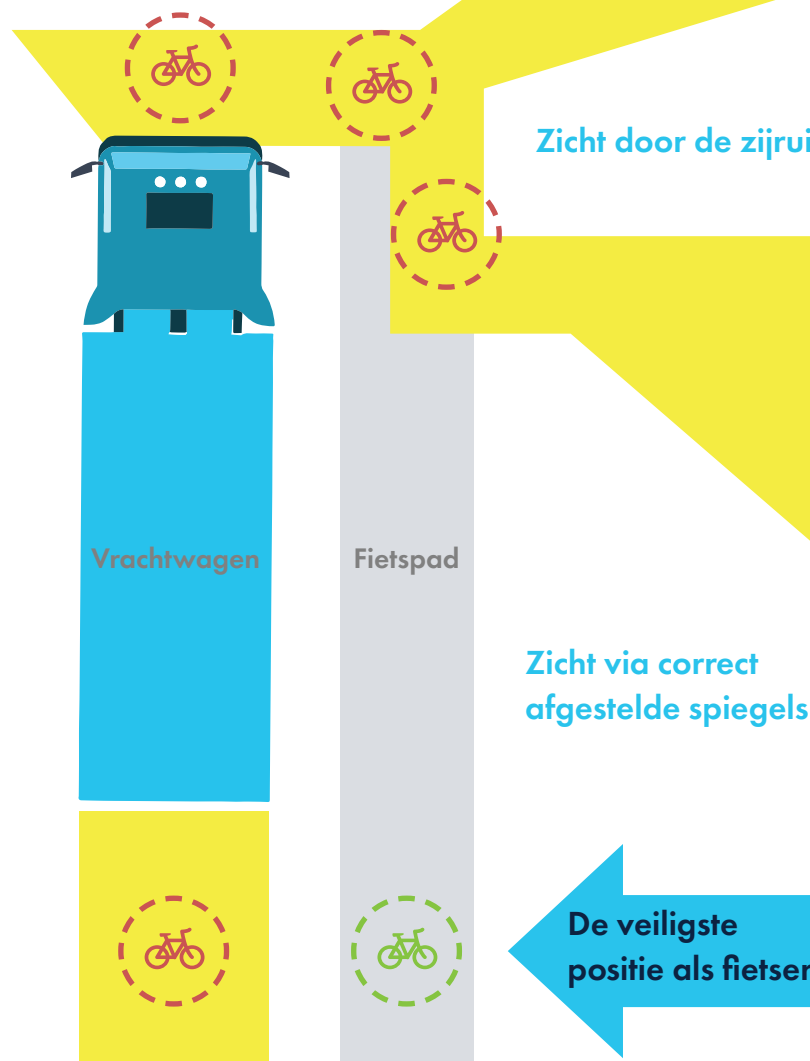 Zicht door de zijrui
Vrachtwagen
Fietspad
Zicht via correct
afgestelde spiegels
De veiligste
positie als fietser